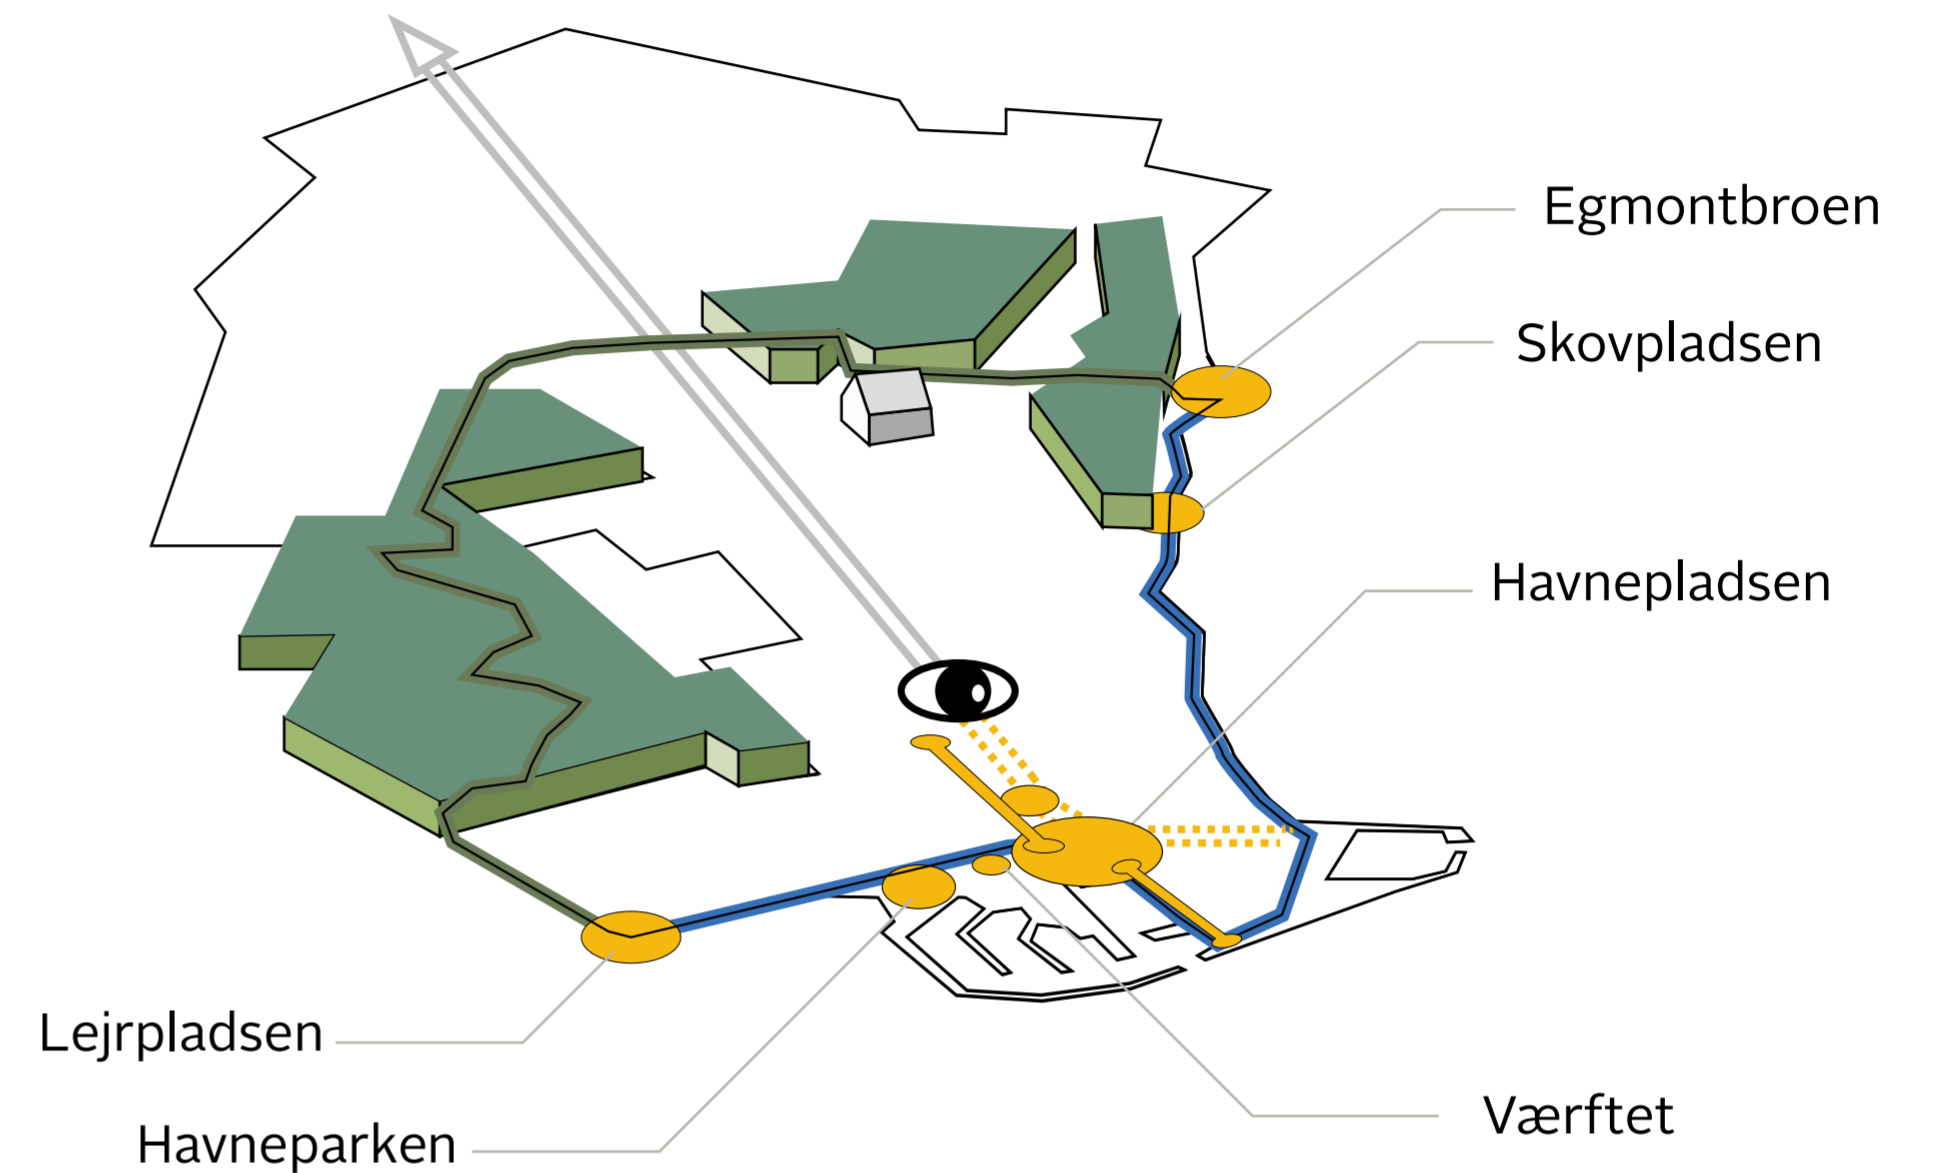 Egmontbroen
Skovpladsen
Havnepladsen
Lejrpladsen
Værftet
Havneparken